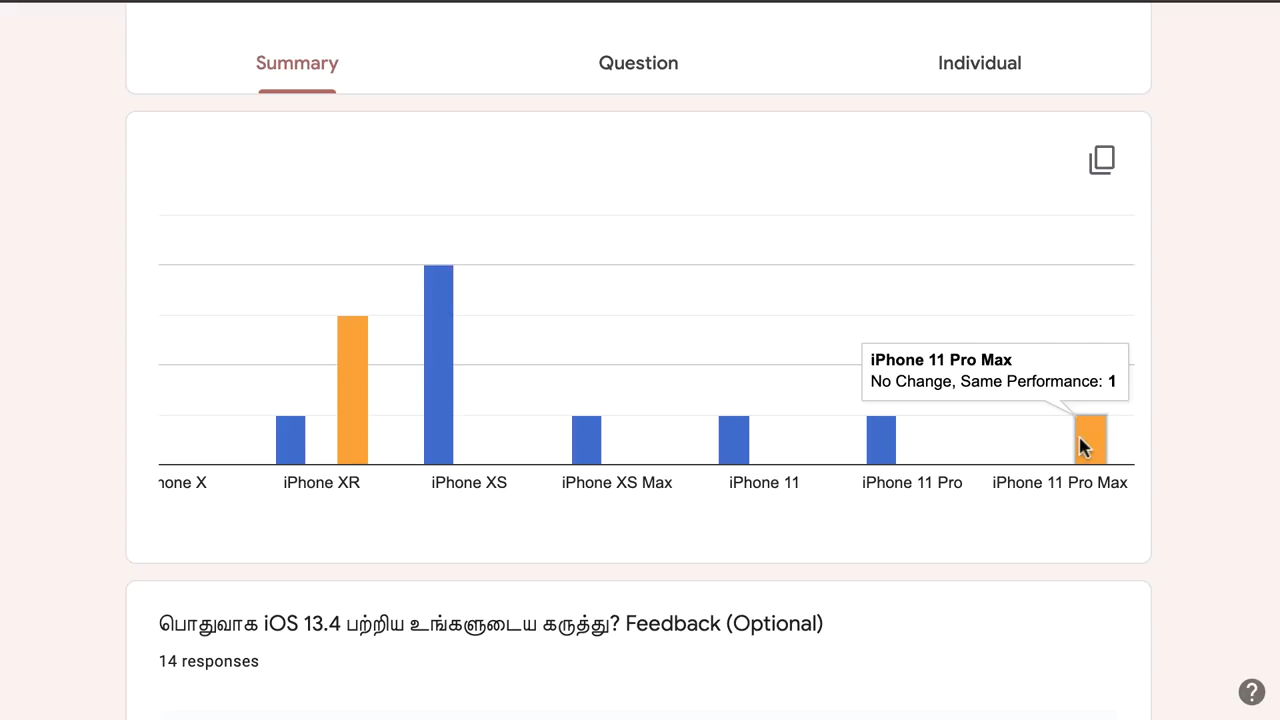 Summary Question Individual
iPhone 11 Pro Max
No Change, Same Performance: 1
hone X iPhone XR iPhone XS iPhone XS Max iPhone 11 iPhone 11 Pro iPhone 11 Pro Max
பொதுவாக iOS 13.4 பற்றிய உங்களுடைய கருத்து? Feedback (Optional)
14 responses